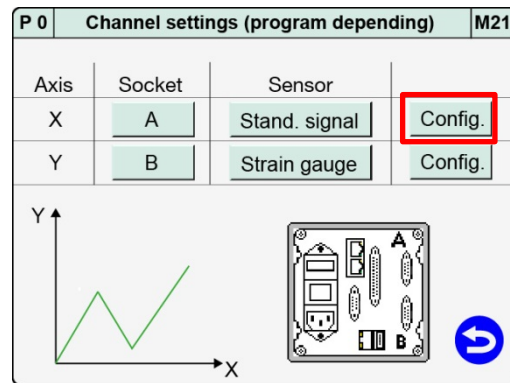 P 0 Channel settings (program depending) M21
Axis Socket Sensor
X A Stand. signal Config.
Y B Strain gauge Config.
Y
A
B
X